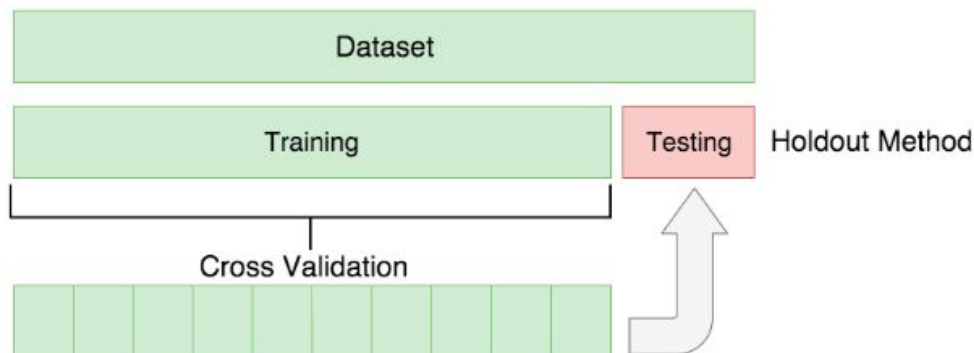 Dataset
Training
Testing
Holdout Method
Cross Validation